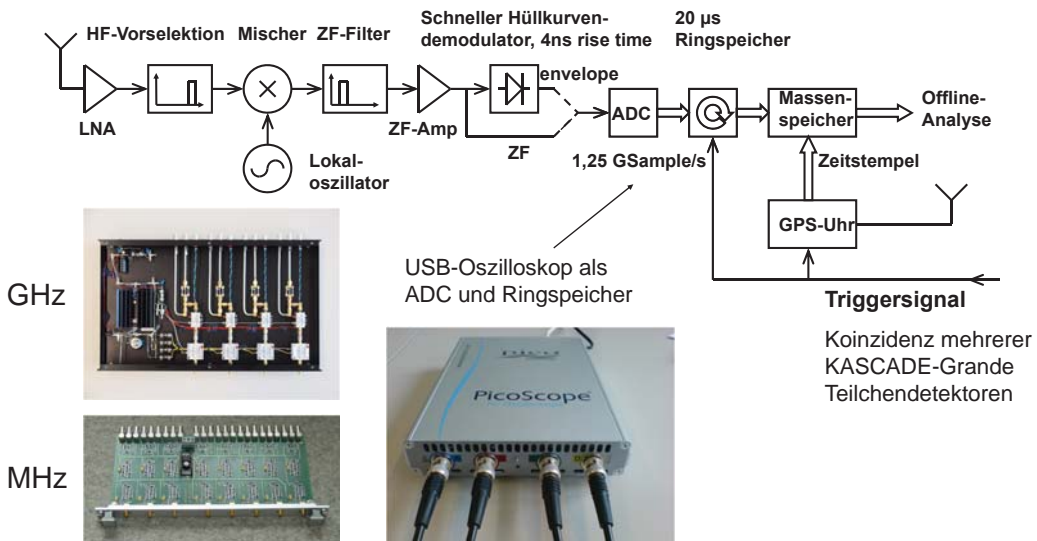 HF-Vorselektion
Mischer
ZF-Filter
Schneller Hüllkurven-
demodulator, 4ns rise time
20 µs
Ringspeicher
LNA
ZF-Amp
envelope
ZF
ADC
Massen-
speicher
Offline-
Analyse
Lokal-
oszillator
1,25 GSample/s
Zeitstempel
GPS-Uhr
USB-Oszilloskop als
ADC und Ringspeicher
Triggersignal
Koinzidenz mehrerer
KASCADE-Grande
Teilchendetektoren
GHz
MHz
pico
PicoScope®